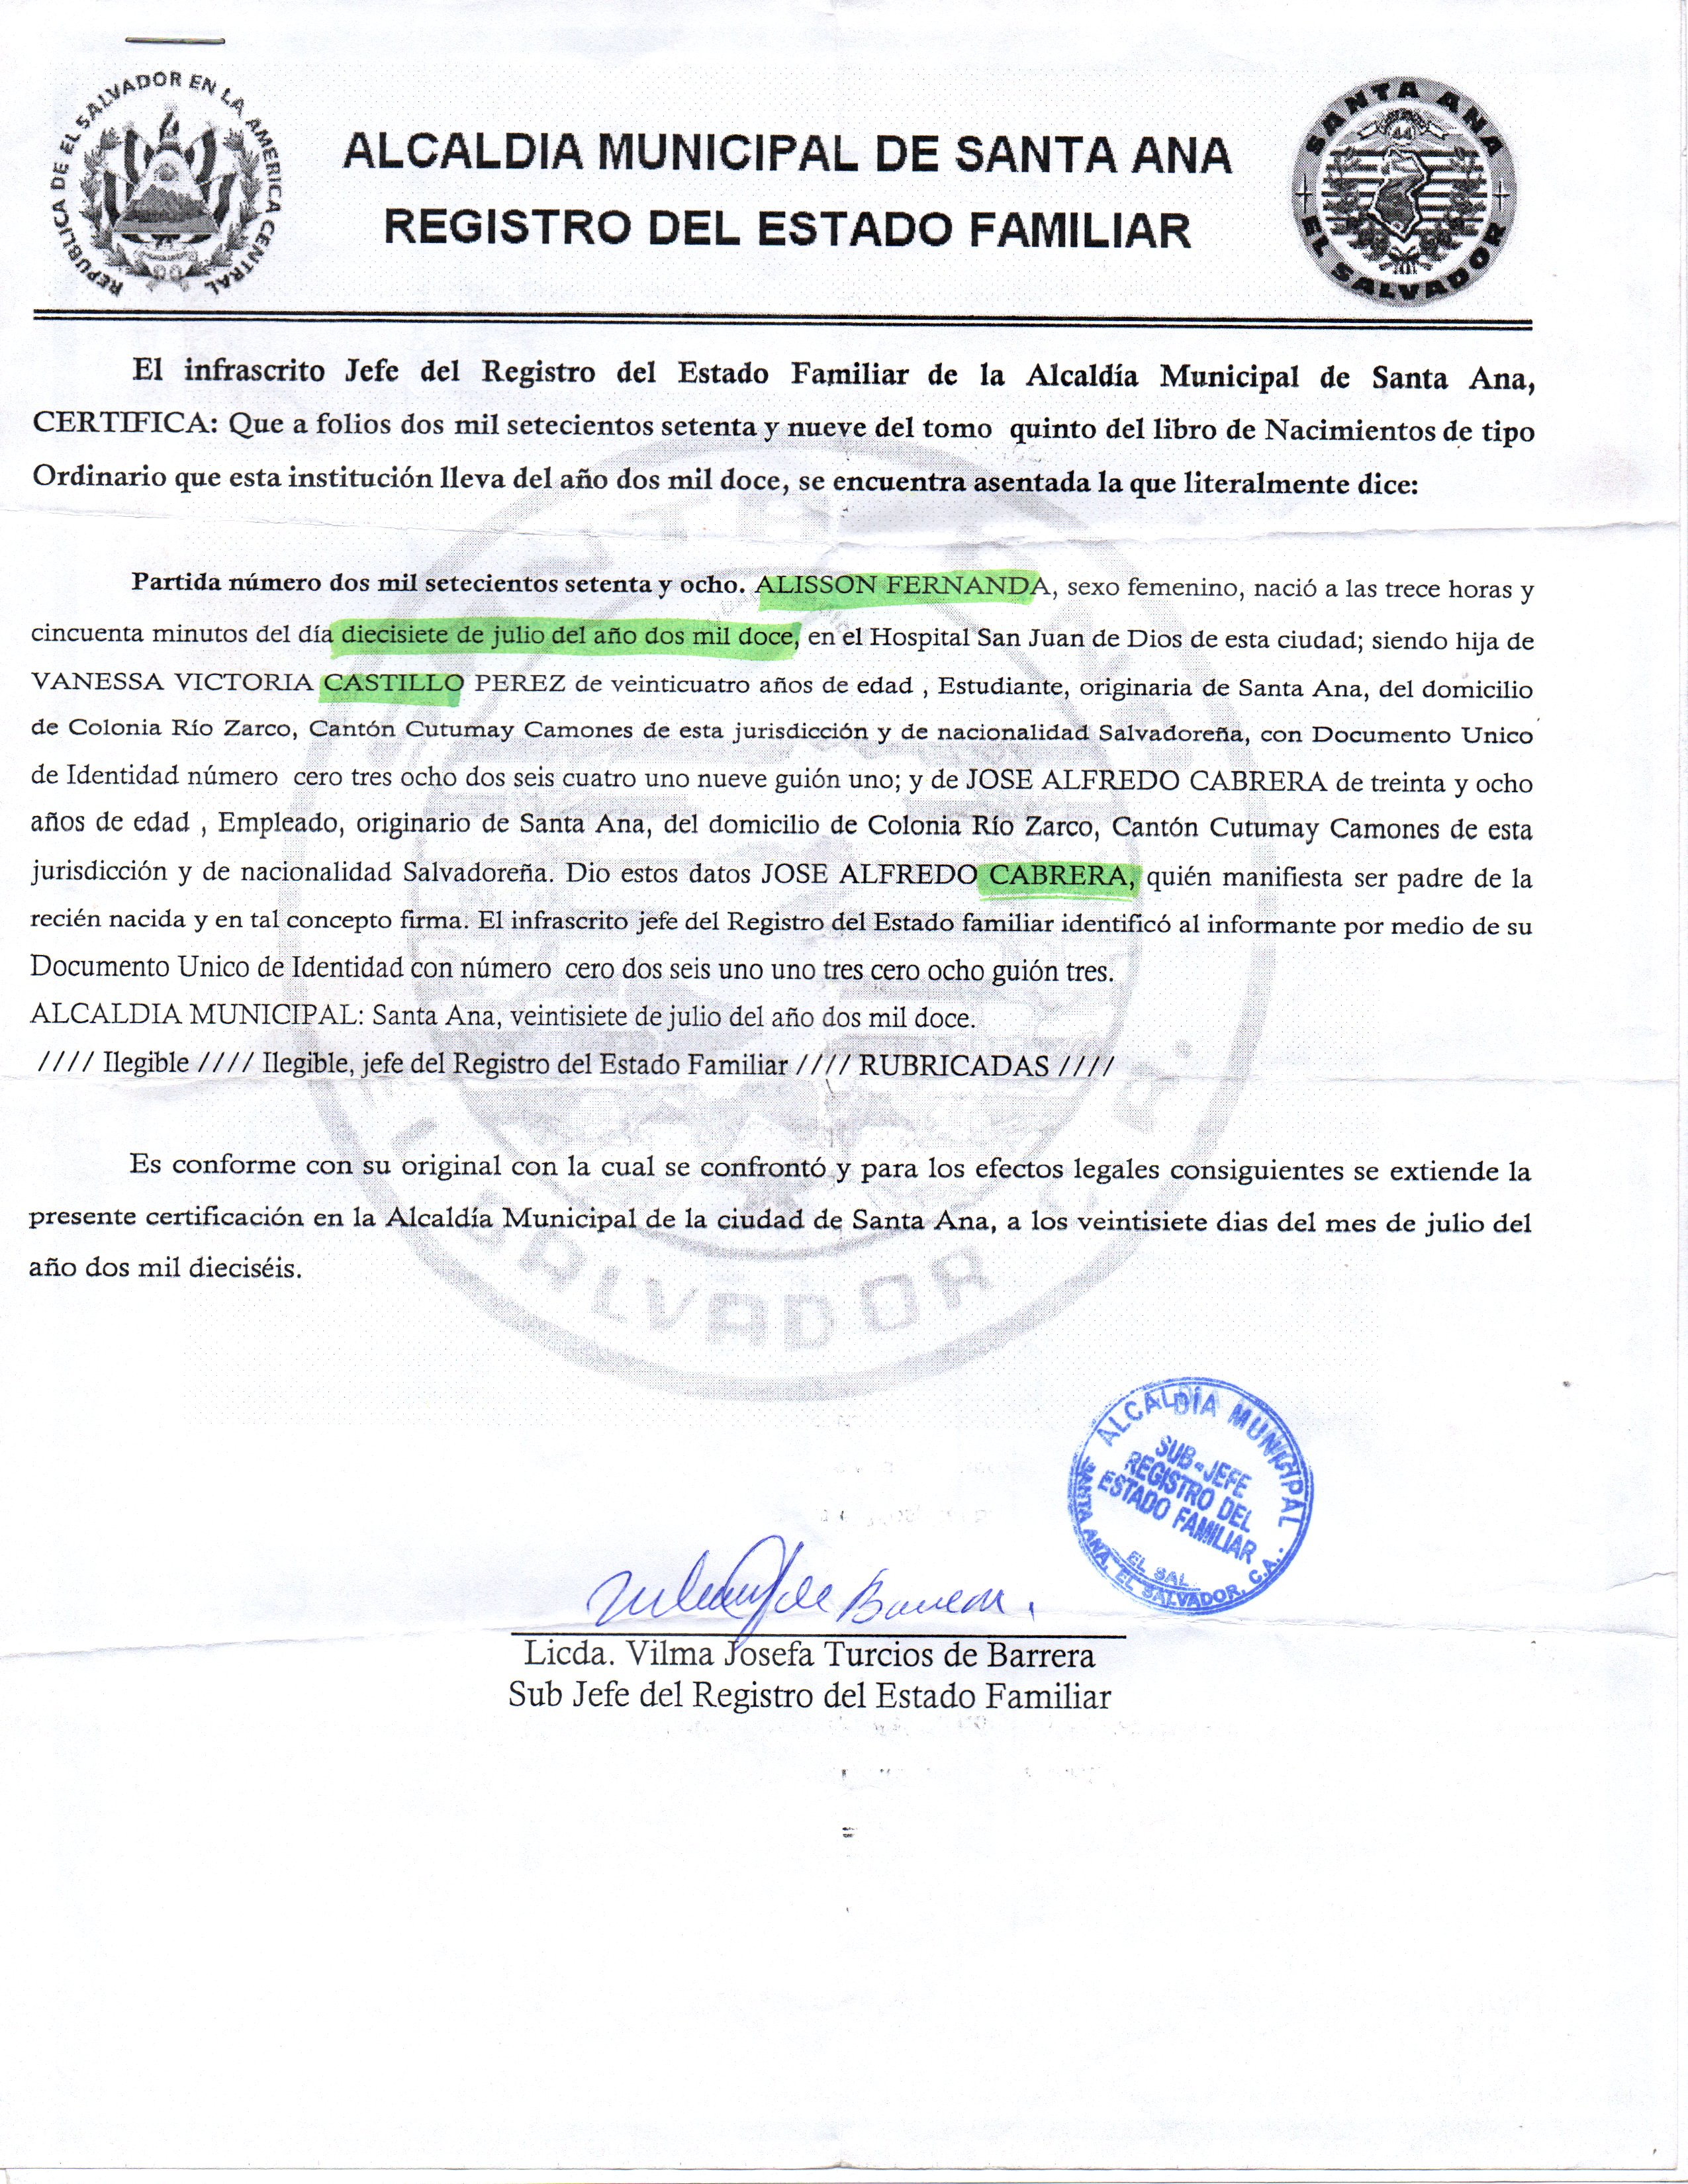 REPUBLICA DE EL SALVADOR EN LA AMERICA CENTRAL
SANTA ANA
EL SALVADOR
ALCALDIA MUNICIPAL DE SANTA ANA
REGISTRO DEL ESTADO FAMILIAR
El infrascrito Jefe del Registro del Estado Familiar de la Alcaldía Municipal de Santa Ana,
CERTIFICA: Que a folios dos mil setecientos setenta y nueve del tomo quinto del libro de Nacimientos de tipo
Ordinario que esta institución lleva del año dos mil doce, se encuentra asentada la que literalmente dice:
Partida número dos mil setecientos setenta y ocho. ALISSON FERNANDA, sexo femenino, nació a las trece horas y
cincuenta minutos del día diecisiete de julio del año dos mil doce, en el Hospital San Juan de Dios de esta ciudad; siendo hija de
VANESSA VICTORIA CASTILLO PEREZ de veinticuatro años de edad , Estudiante, originaria de Santa Ana, del domicilio
de Colonia Río Zarco, Cantón Cutumay Camones de esta jurisdicción y de nacionalidad Salvadoreña, con Documento Unico
de Identidad número cero tres ocho dos seis cuatro uno nueve guión uno; y de JOSE ALFREDO CABRERA de treinta y ocho
años de edad , Empleado, originario de Santa Ana, del domicilio de Colonia Río Zarco, Cantón Cutumay Camones de esta
jurisdicción y de nacionalidad Salvadoreña. Dio estos datos JOSE ALFREDO CABRERA, quién manifiesta ser padre de la
recién nacida y en tal concepto firma. El infrascrito jefe del Registro del Estado familiar identificó al informante por medio de su
Documento Unico de Identidad con número cero dos seis uno uno tres cero ocho guión tres.
ALCALDIA MUNICIPAL: Santa Ana, veintisiete de julio del año dos mil doce.
//// Ilegible //// Ilegible, jefe del Registro del Estado Familiar //// RUBRICADAS ////
Es conforme con su original con la cual se confrontó y para los efectos legales consiguientes se extiende la
presente certificación en la Alcaldía Municipal de la ciudad de Santa Ana, a los veintisiete dias del mes de julio del
año dos mil dieciséis.
SALVADOR
ALCALDÍA MUNICIPAL
SUB-JEFE
REGISTRO DEL
ESTADO FAMILIAR
EL SAL.
SANTA ANA, EL SALVADOR, C.A.
de Barrera
Licda. Vilma Josefa Turcios de Barrera
Sub Jefe del Registro del Estado Familiar